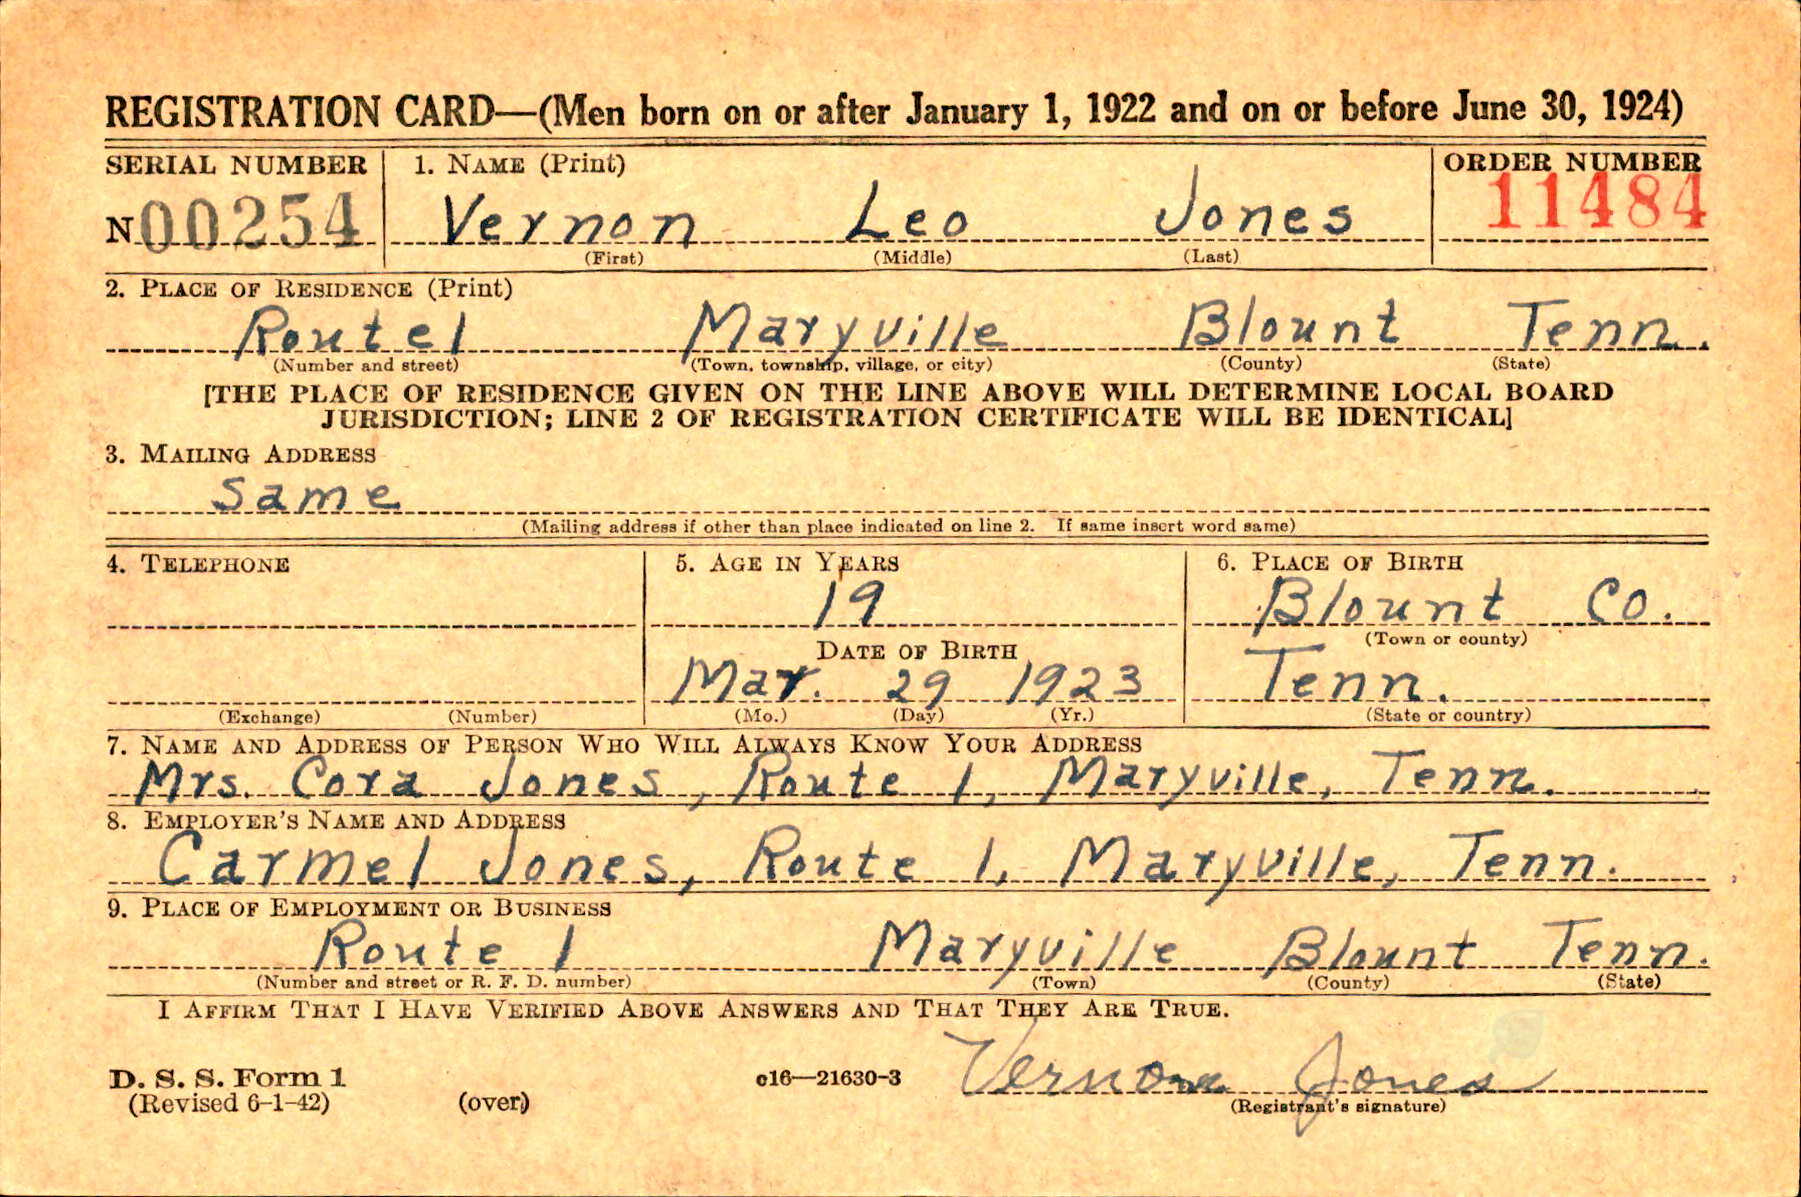 REGISTRATION CARD—(Men born on or after January 1, 1922 and on or before June 30, 1924)
SERIAL NUMBER 1. NAME (Print) ORDER NUMBER
N00254 Vernon Leo Jones 11484
(First) (Middle) (Last)
2. PLACE OF RESIDENCE (Print)
Route 1 Maryville Blount Tenn.
(Number and street) (Town, township, village, or city) (County) (State)
[THE PLACE OF RESIDENCE GIVEN ON THE LINE ABOVE WILL DETERMINE LOCAL BOARD
JURISDICTION; LINE 2 OF REGISTRATION CERTIFICATE WILL BE IDENTICAL]
3. MAILING ADDRESS
Same
(Mailing address if other than place indicated on line 2. If same insert word same)
4. TELEPHONE 5. AGE IN YEARS 6. PLACE OF BIRTH
19 Blount Co.
DATE OF BIRTH (Town or county)
Mar. 29 1923 Tenn.
(Exchange) (Number) (Mo.) (Day) (Yr.) (State or country)
7. NAME AND ADDRESS OF PERSON WHO WILL ALWAYS KNOW YOUR ADDRESS
Mrs. Cora Jones, Route 1, Maryville, Tenn.
8. EMPLOYER'S NAME AND ADDRESS
Carmel Jones, Route 1, Maryville, Tenn.
9. PLACE OF EMPLOYMENT OR BUSINESS
Route 1 Maryville Blount Tenn.
(Number and street or R. F. D. number) (Town) (County) (State)
I AFFIRM THAT I HAVE VERIFIED ABOVE ANSWERS AND THAT THEY ARE TRUE.
D. S. S. Form 1 c16—21630-3 Vernon Jones
(Revised 6-1-42) (over) (Registrant's signature)